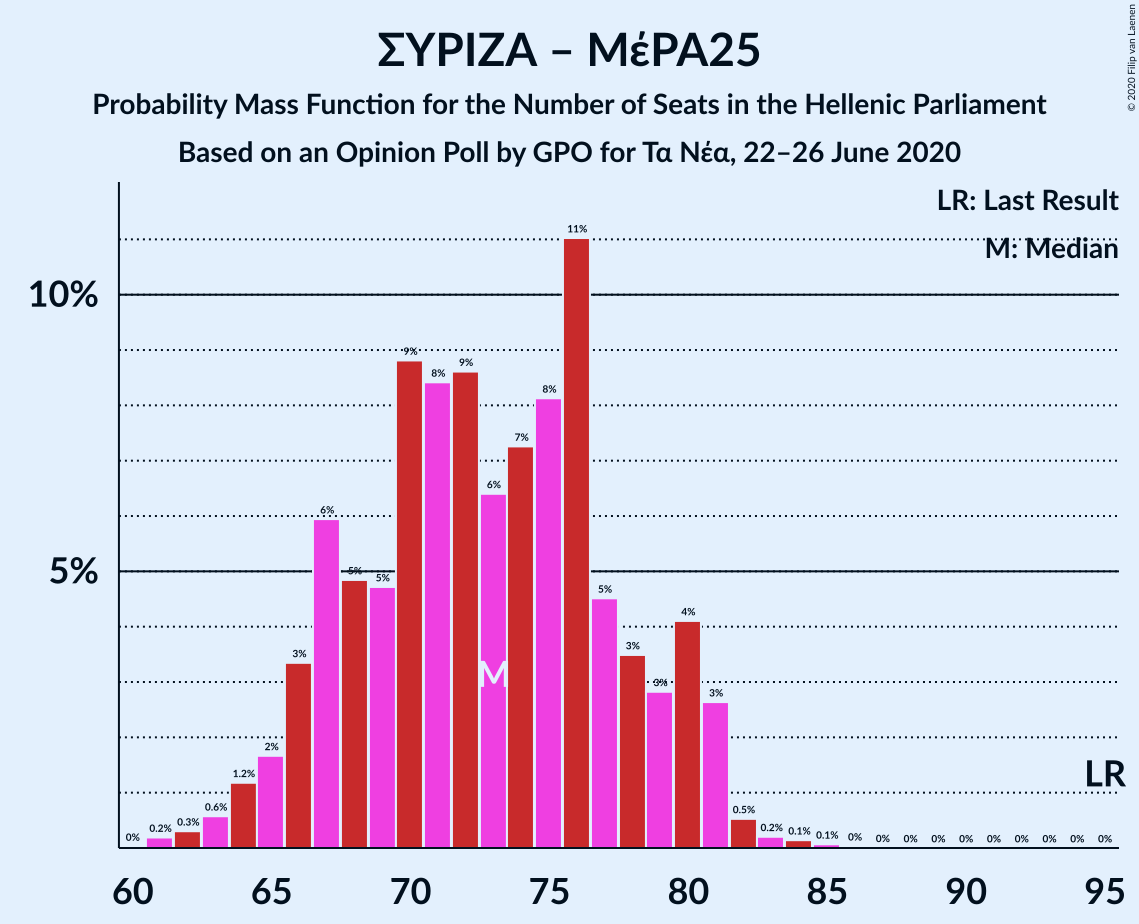 ΣΥΡΙΖΑ – ΜέΡΑ25
Probability Mass Function for the Number of Seats in the Hellenic Parliament
Based on an Opinion Poll by GPO for Τα Νέα, 22–26 June 2020
© 2020 Filip van Laenen
LR: Last Result
M: Median
10%
5%
0% 0.2% 0.3% 0.6% 1.2% 2% 3% 6% 5% 5% 9% 8% 9% 6% 7% 8% 11% 5% 3% 3% 4% 3% 0.5% 0.2% 0.1% 0.1% 0% 0% 0% 0% 0% 0% 0% 0% 0% 0%
M
LR
60 65 70 75 80 85 90 95